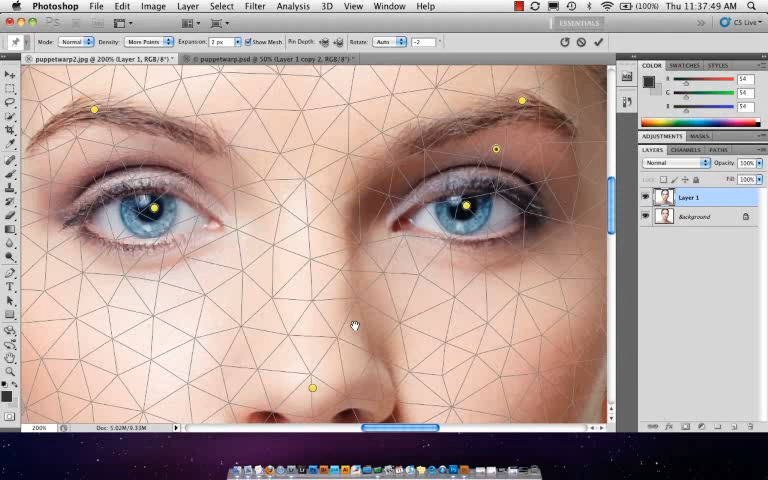 Photoshop File Edit Image Layer Select Filter Analysis 3D View Window Help (100%) Tue 11:37:49 AM
Ps ESSENTIALS >> CS Live
Mode: Normal Density: More Points Expansion: 2 px Show Mesh Pin Depth: Rotate: Auto -2 °
puppetwarp2.jpg @ 200% (Layer 1, RGB/8*) * puppetwarp.psd @ 50% (Layer 1 copy 2, RGB/8*) *
COLOR SWATCHES STYLES
R 54
G 54
B 54
ADJUSTMENTS MASKS
LAYERS CHANNELS PATHS
Normal Opacity: 100%
Lock: Fill: 100%
Layer 1
Background
200% Doc: 5.02M/9.33M